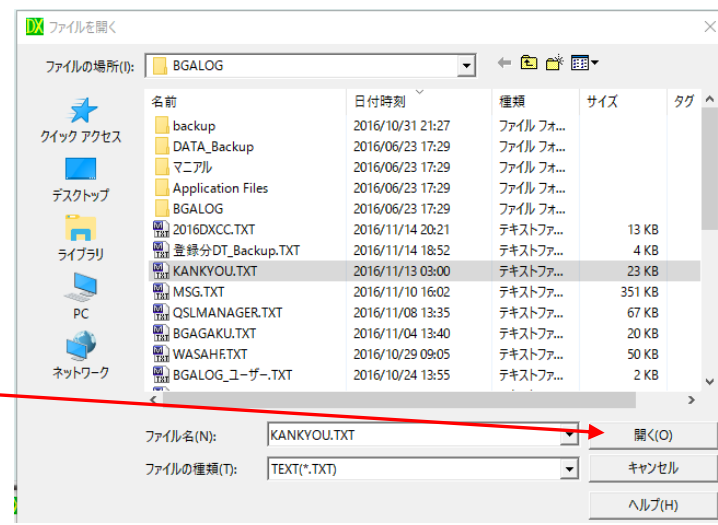 DX ファイルを開く
ファイルの場所(I): BGALOG
名前 日付時刻 種類 サイズ タグ
クイック アクセス
デスクトップ
ライブラリ
PC
ネットワーク
backup 2016/10/31 21:27 ファイル フォ...
DATA_Backup 2016/06/23 17:29 ファイル フォ...
マニアル 2016/06/23 17:29 ファイル フォ...
Application Files 2016/06/23 17:29 ファイル フォ...
BGALOG 2016/06/23 17:29 ファイル フォ...
2016DXCC.TXT 2016/11/14 20:21 テキストファ... 13 KB
登録分DT_Backup.TXT 2016/11/14 18:52 テキストファ... 4 KB
KANKYOU.TXT 2016/11/13 03:00 テキストファ... 23 KB
MSG.TXT 2016/11/10 16:02 テキストファ... 351 KB
QSLMANAGER.TXT 2016/11/08 13:35 テキストファ... 67 KB
BGAGAKU.TXT 2016/11/04 13:40 テキストファ... 20 KB
WASAHF.TXT 2016/10/29 09:05 テキストファ... 50 KB
BGALOG_ユーザー.TXT 2016/10/24 13:55 テキストファ... 2 KB
ファイル名(N): KANKYOU.TXT 開く(O)
ファイルの種類(T): TEXT(*.TXT) キャンセル
ヘルプ(H)